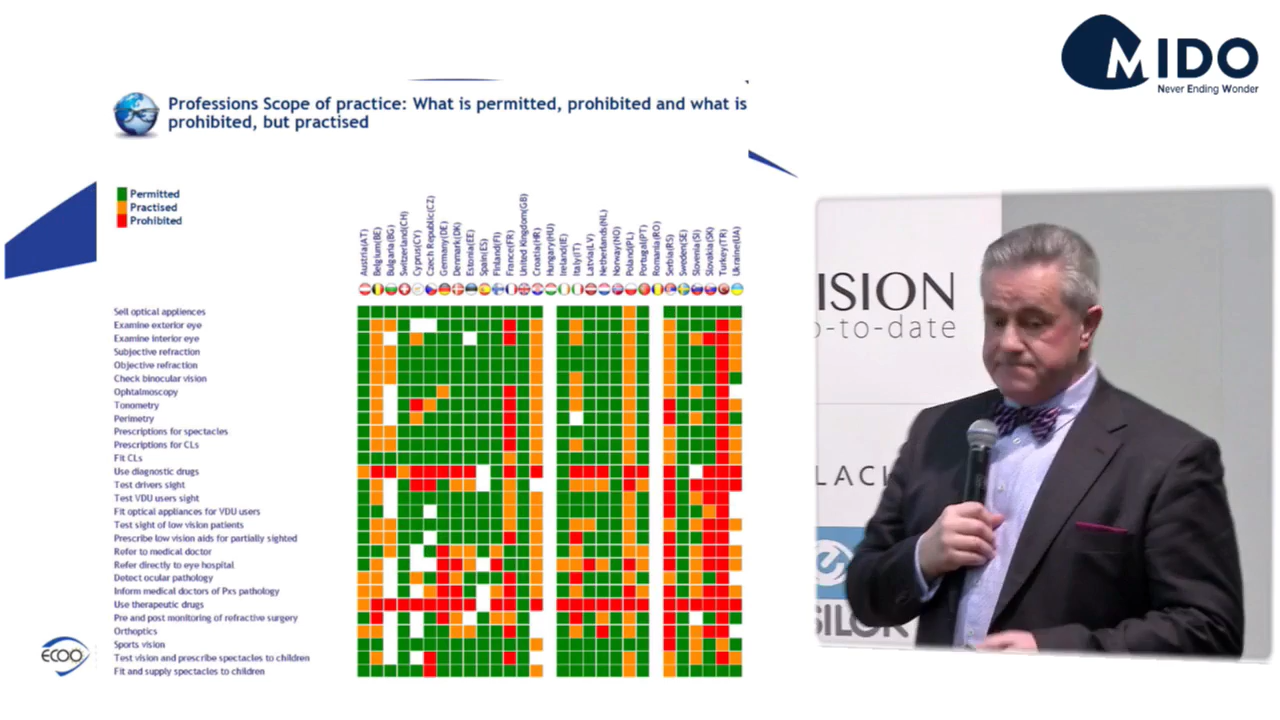 MIDO
Never Ending Wonder
Professions Scope of practice: What is permitted, prohibited and what is
prohibited, but practised
Permitted
Practised
Prohibited
Austria(AT)
Belgium(BE)
Bulgaria(BG)
Switzerland(CH)
Cyprus(CY)
Czech Republic(CZ)
Germany(DE)
Denmark(DK)
Estonia(EE)
Spain(ES)
Finland(FI)
France(FR)
United Kingdom(GB)
Croatia(HR)
Hungary(HU)
Ireland(IE)
Italy(IT)
Latvia(LV)
Netherlands(NL)
Norway(NO)
Poland(PL)
Portugal(PT)
Romania(RO)
Serbia(RS)
Sweden(SE)
Slovenia(SI)
Slovakia(SK)
Turkey(TR)
Ukraine(UA)
Sell optical appliences
Examine exterior eye
Examine interior eye
Subjective refraction
Objective refraction
Check binocular vision
Ophtalmoscopy
Tonometry
Perimetry
Prescriptions for spectacles
Prescriptions for CLs
Fit CLs
Use diagnostic drugs
Test drivers sight
Test VDU users sight
Fit optical appliances for VDU users
Test sight of low vision patients
Prescribe low vision aids for partially sighted
Refer to medical doctor
Refer directly to eye hospital
Detect ocular pathology
Inform medical doctors of Pxs pathology
Use therapeutic drugs
Pre and post monitoring of refractive surgery
Orthoptics
Sports vision
Test vision and prescribe spectacles to children
Fit and supply spectacles to children
ECOO
ISION
o-to-date
LAC
SILOR